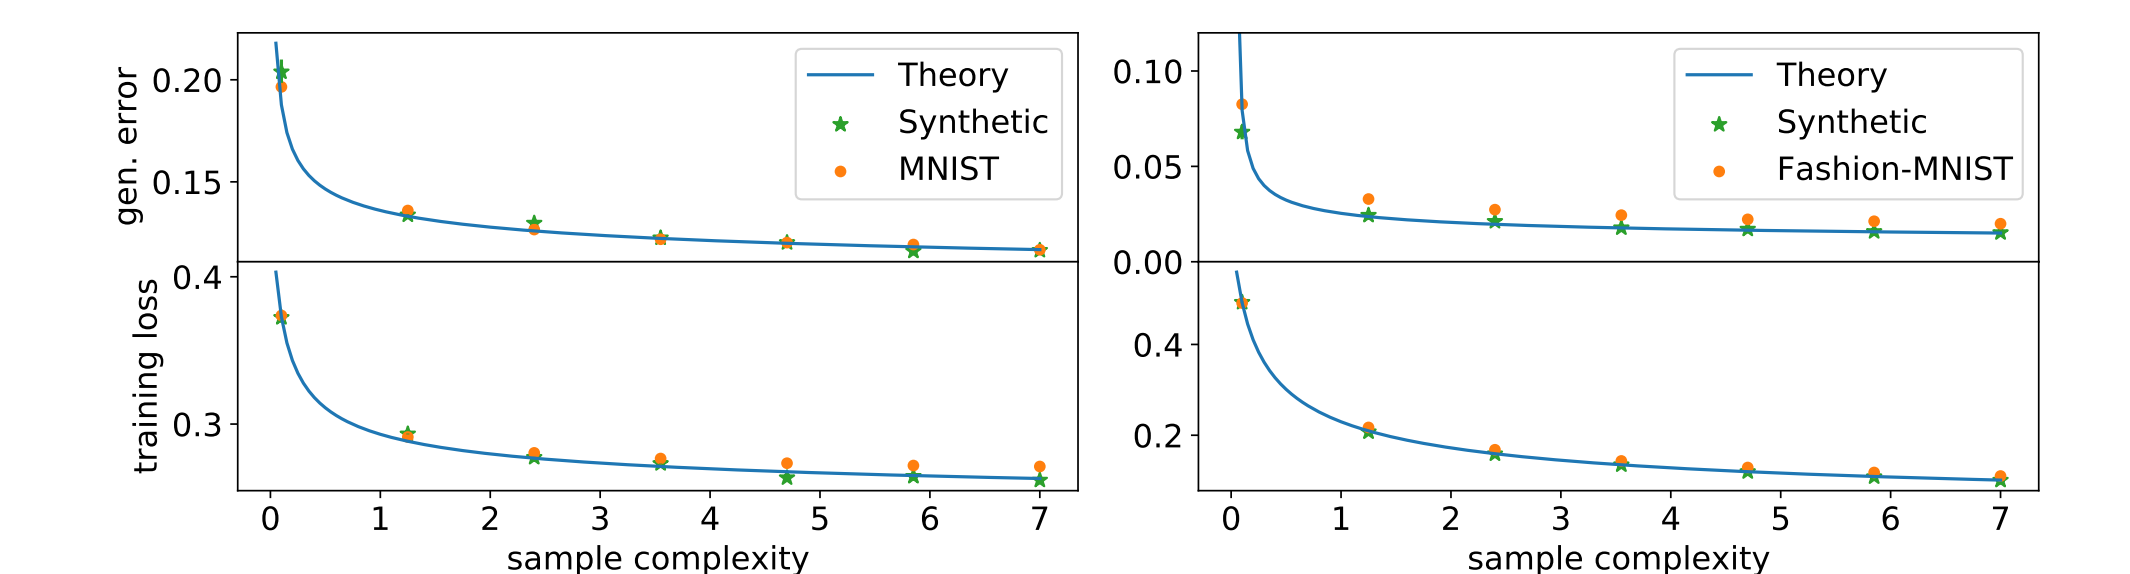 gen. error
0.20
0.15
Theory
Synthetic
MNIST
training loss
0.4
0.3
0 1 2 3 4 5 6 7
sample complexity
0.10
0.05
0.00
Theory
Synthetic
Fashion-MNIST
0.4
0.2
0 1 2 3 4 5 6 7
sample complexity